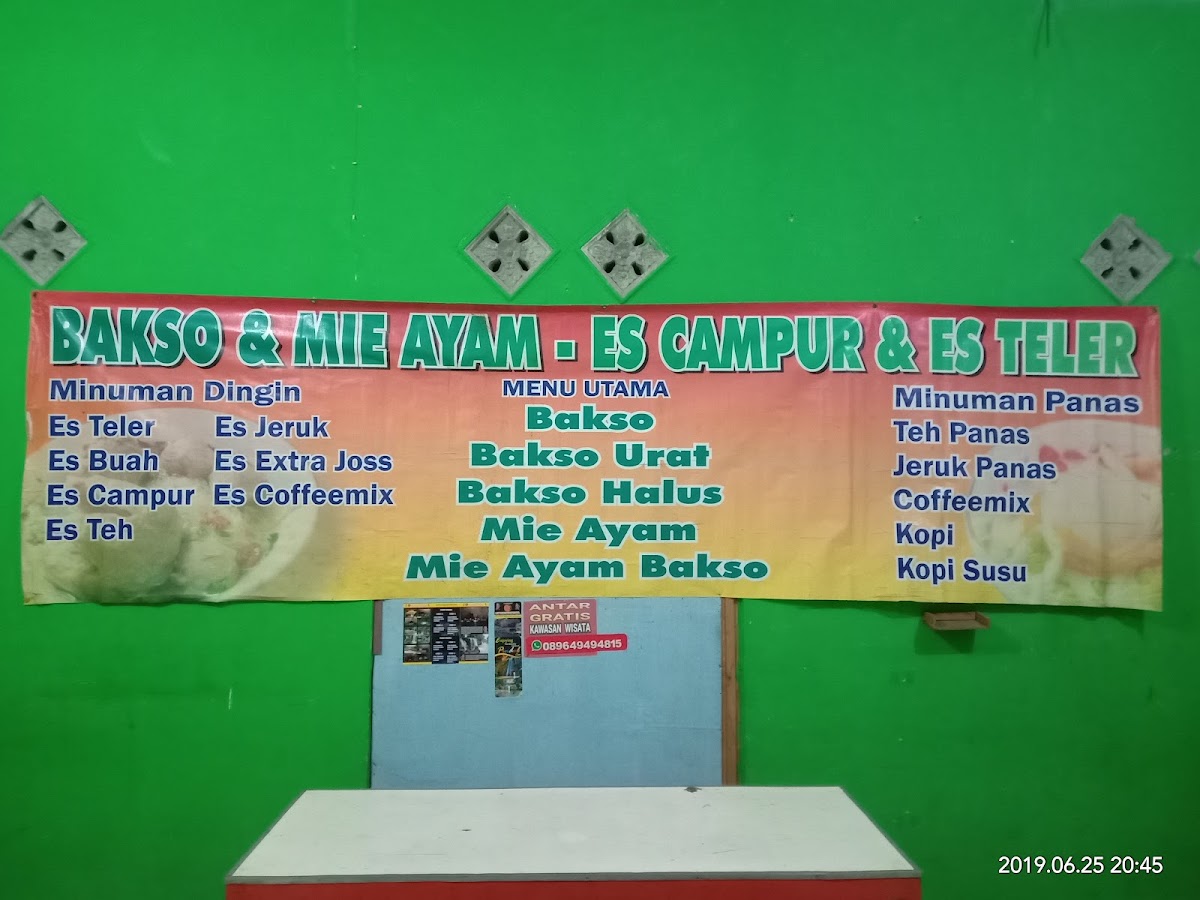 BAKSO & MIE AYAM - ES CAMPUR & ES TELER
Minuman Dingin
Es Teler
Es Buah
Es Campur
Es Teh
Es Jeruk
Es Extra Joss
Es Coffeemix
MENU UTAMA
Bakso
Bakso Urat
Bakso Halus
Mie Ayam
Mie Ayam Bakso
Minuman Panas
Teh Panas
Jeruk Panas
Coffeemix
Kopi
Kopi Susu
ANTAR
GRATIS
KAWASAN WISATA
089649494815
2019.06.25 20:45